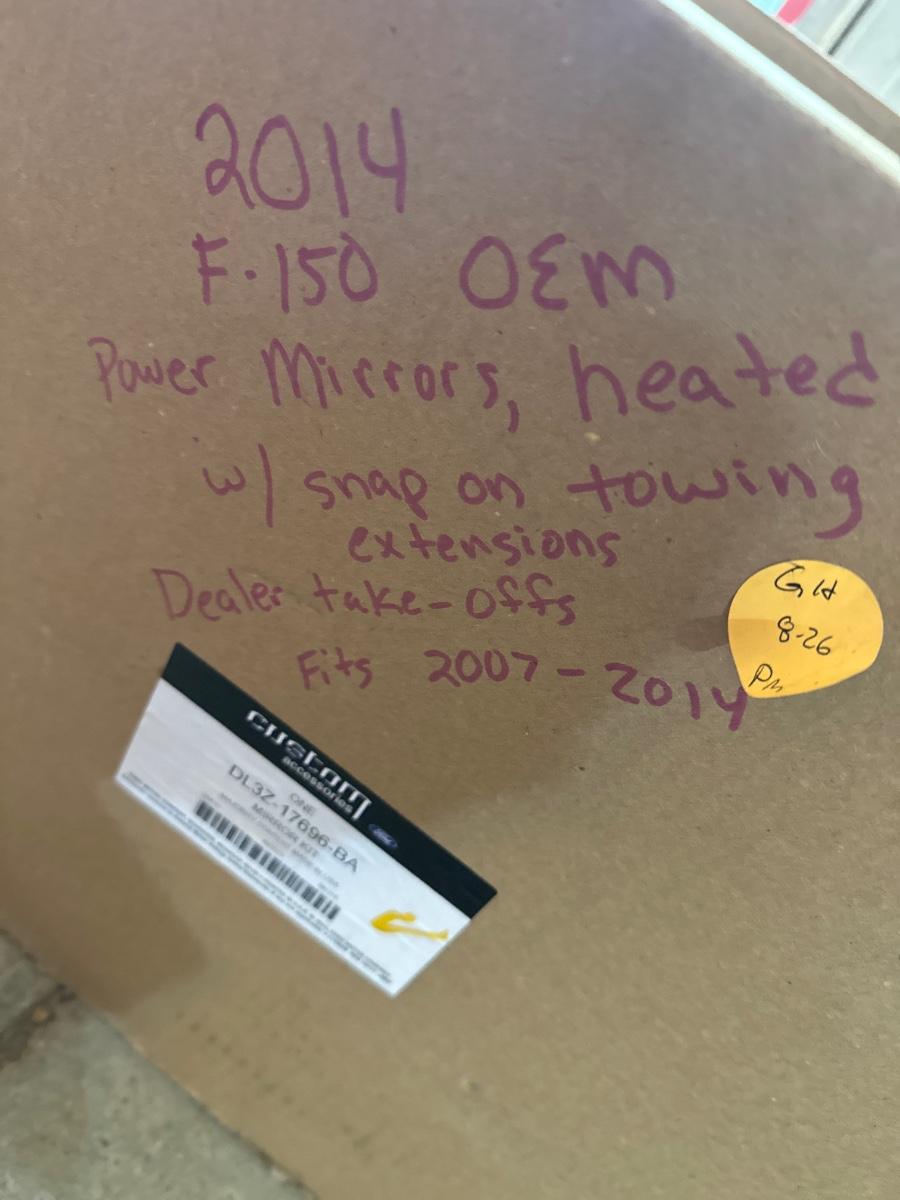 2014
F-150 OEM
Power Mirrors, heated
w/ snap on towing
extensions
Dealer take-offs
Fits 2007-2014
GH
8-26
PM
custom
accessories
Ford
ONE
DL3Z-17696-BA
MIRROR KIT